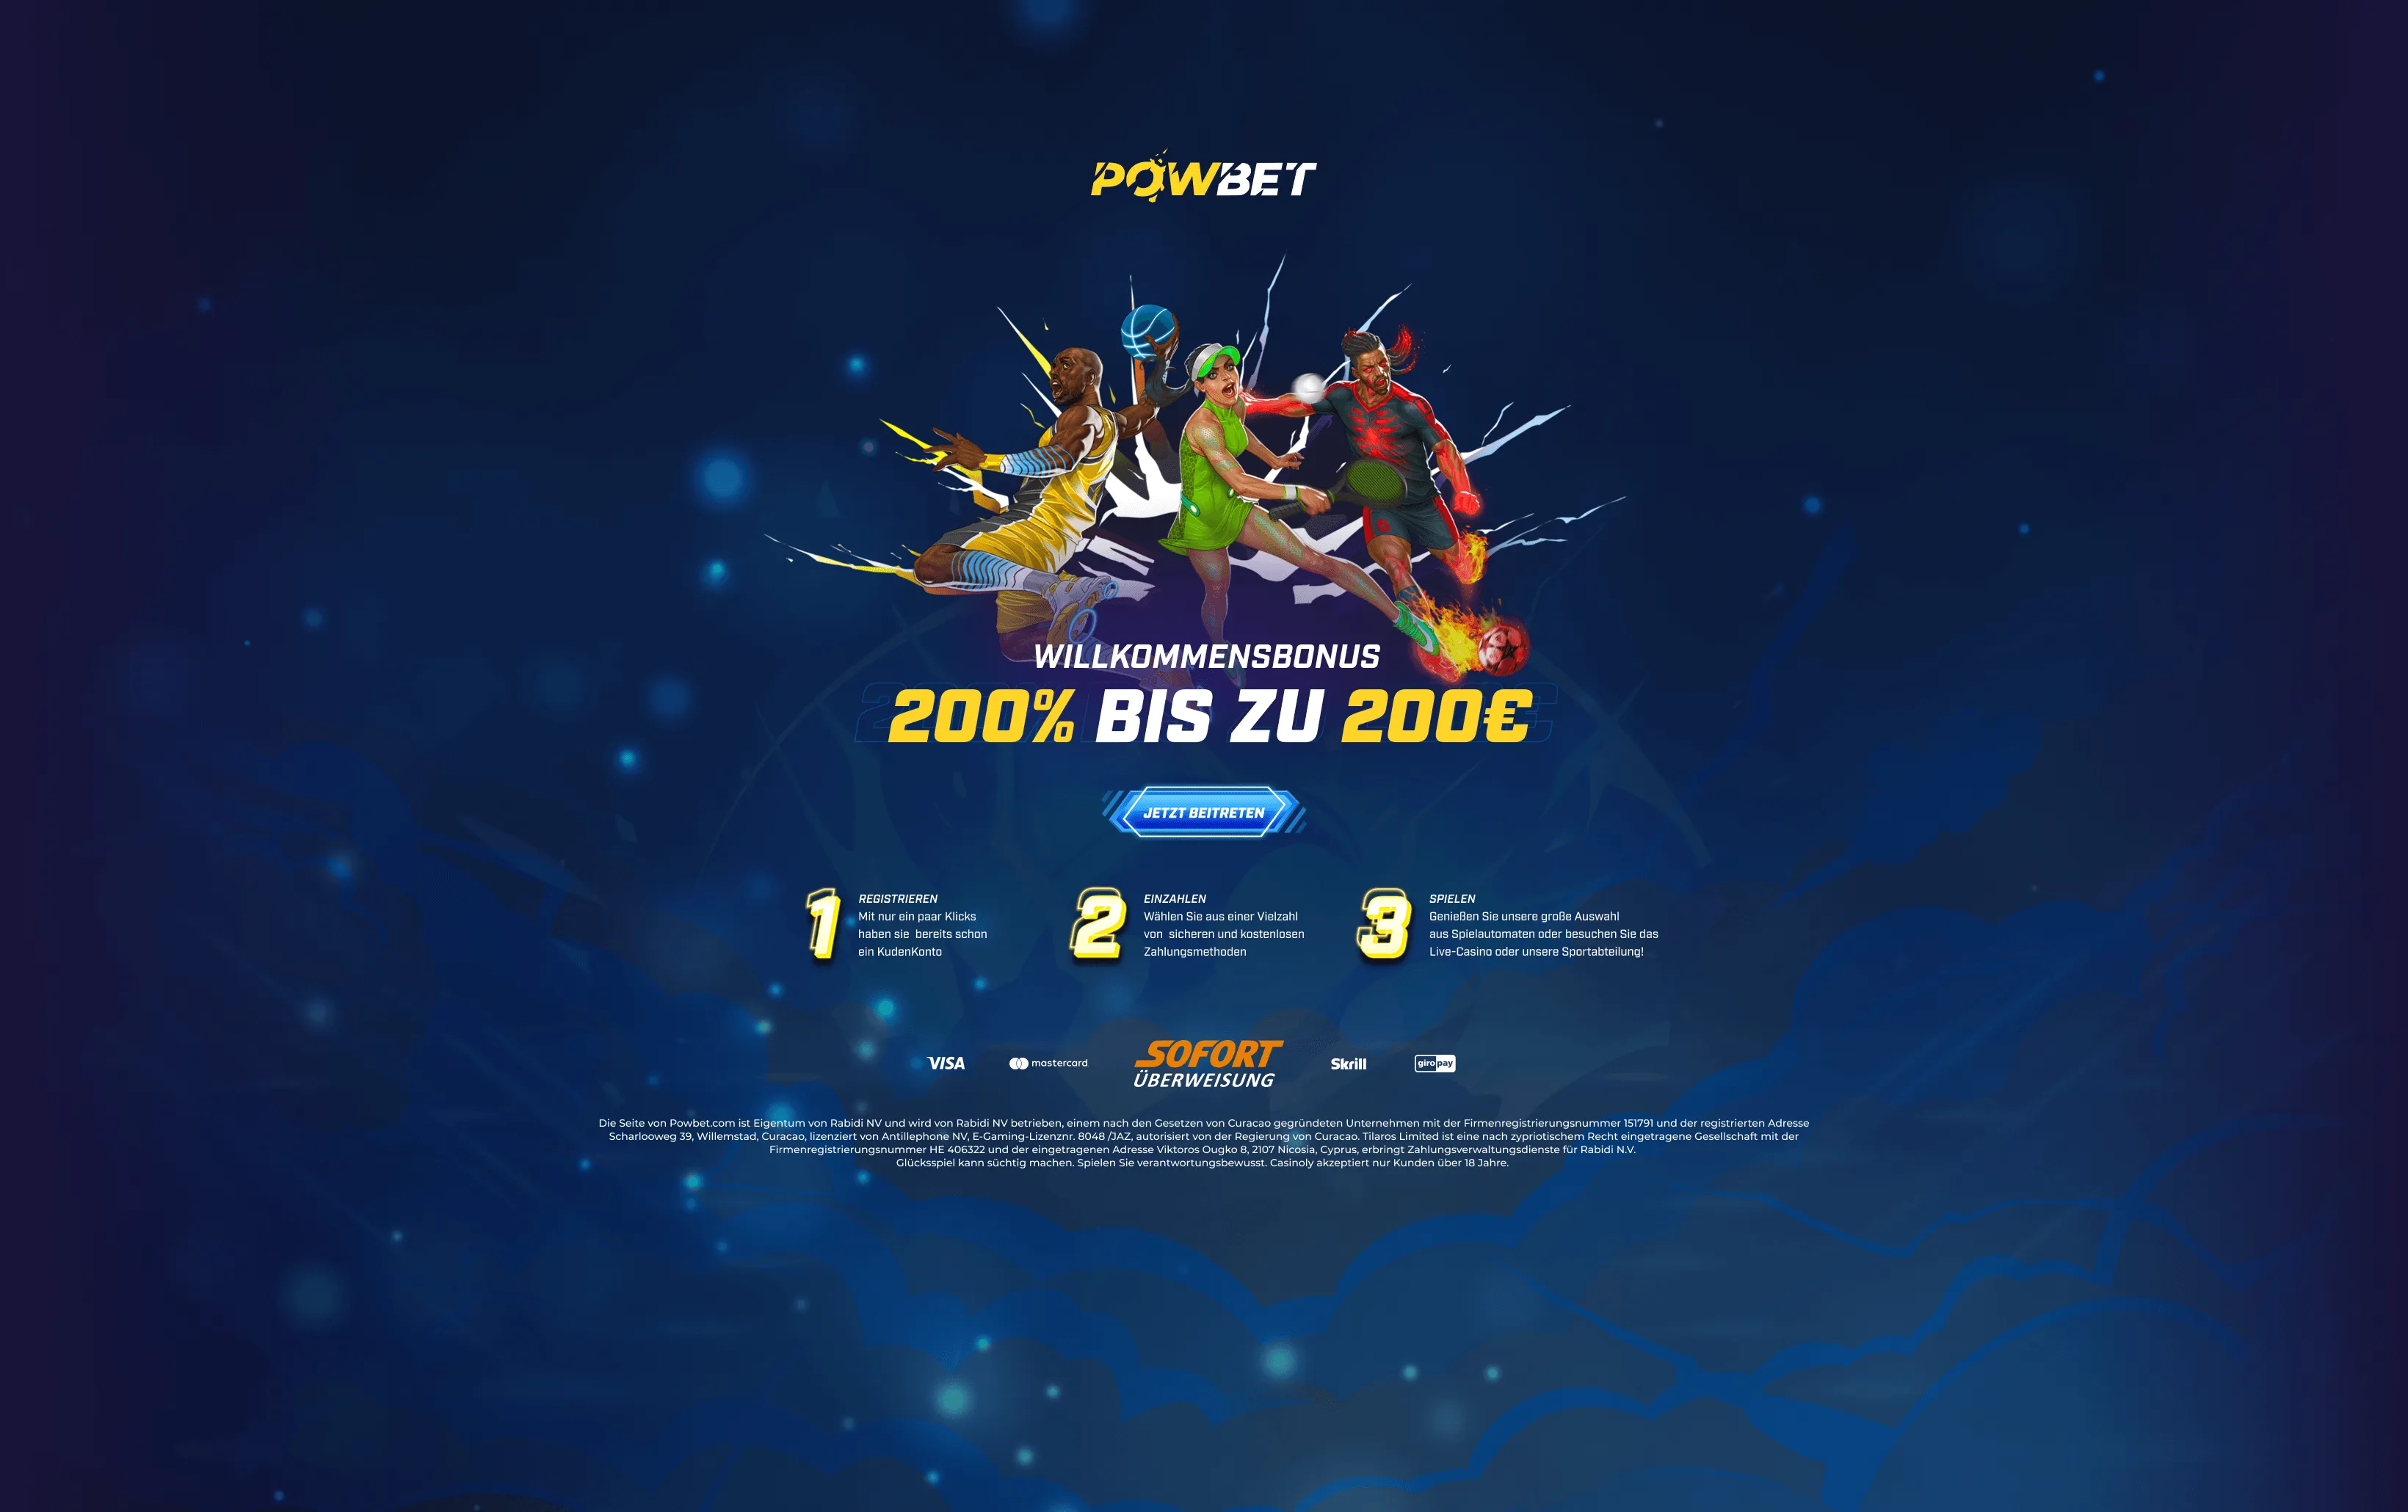 POWBET
WILLKOMMENSBONUS
200% BIS ZU 200€
JETZT BEITRETEN
1
REGISTRIEREN
Mit nur ein paar Klicks
haben sie bereits schon
ein KudenKonto
2
EINZAHLEN
Wählen Sie aus einer Vielzahl
von sicheren und kostenlosen
Zahlungsmethoden
3
SPIELEN
Genießen Sie unsere große Auswahl
aus Spielautomaten oder besuchen Sie das
Live-Casino oder unsere Sportabteilung!
VISA mastercard SOFORT ÜBERWEISUNG Skrill giropay
Die Seite von Powbet.com ist Eigentum von Rabidi NV und wird von Rabidi NV betrieben, einem nach den Gesetzen von Curacao gegründeten Unternehmen mit der Firmenregistrierungsnummer 151791 und der registrierten Adresse
Scharlooweg 39, Willemstad, Curacao, lizenziert von Antillephone NV, E-Gaming-Lizenznr. 8048 /JAZ, autorisiert von der Regierung von Curacao. Tilaros Limited ist eine nach zypriotischem Recht eingetragene Gesellschaft mit der
Firmenregistrierungsnummer HE 406322 und der eingetragenen Adresse Viktoros Ougko 8, 2107 Nicosia, Cyprus, erbringt Zahlungsverwaltungsdienste für Rabidi N.V.
Glücksspiel kann süchtig machen. Spielen Sie verantwortungsbewusst. Casinoly akzeptiert nur Kunden über 18 Jahre.